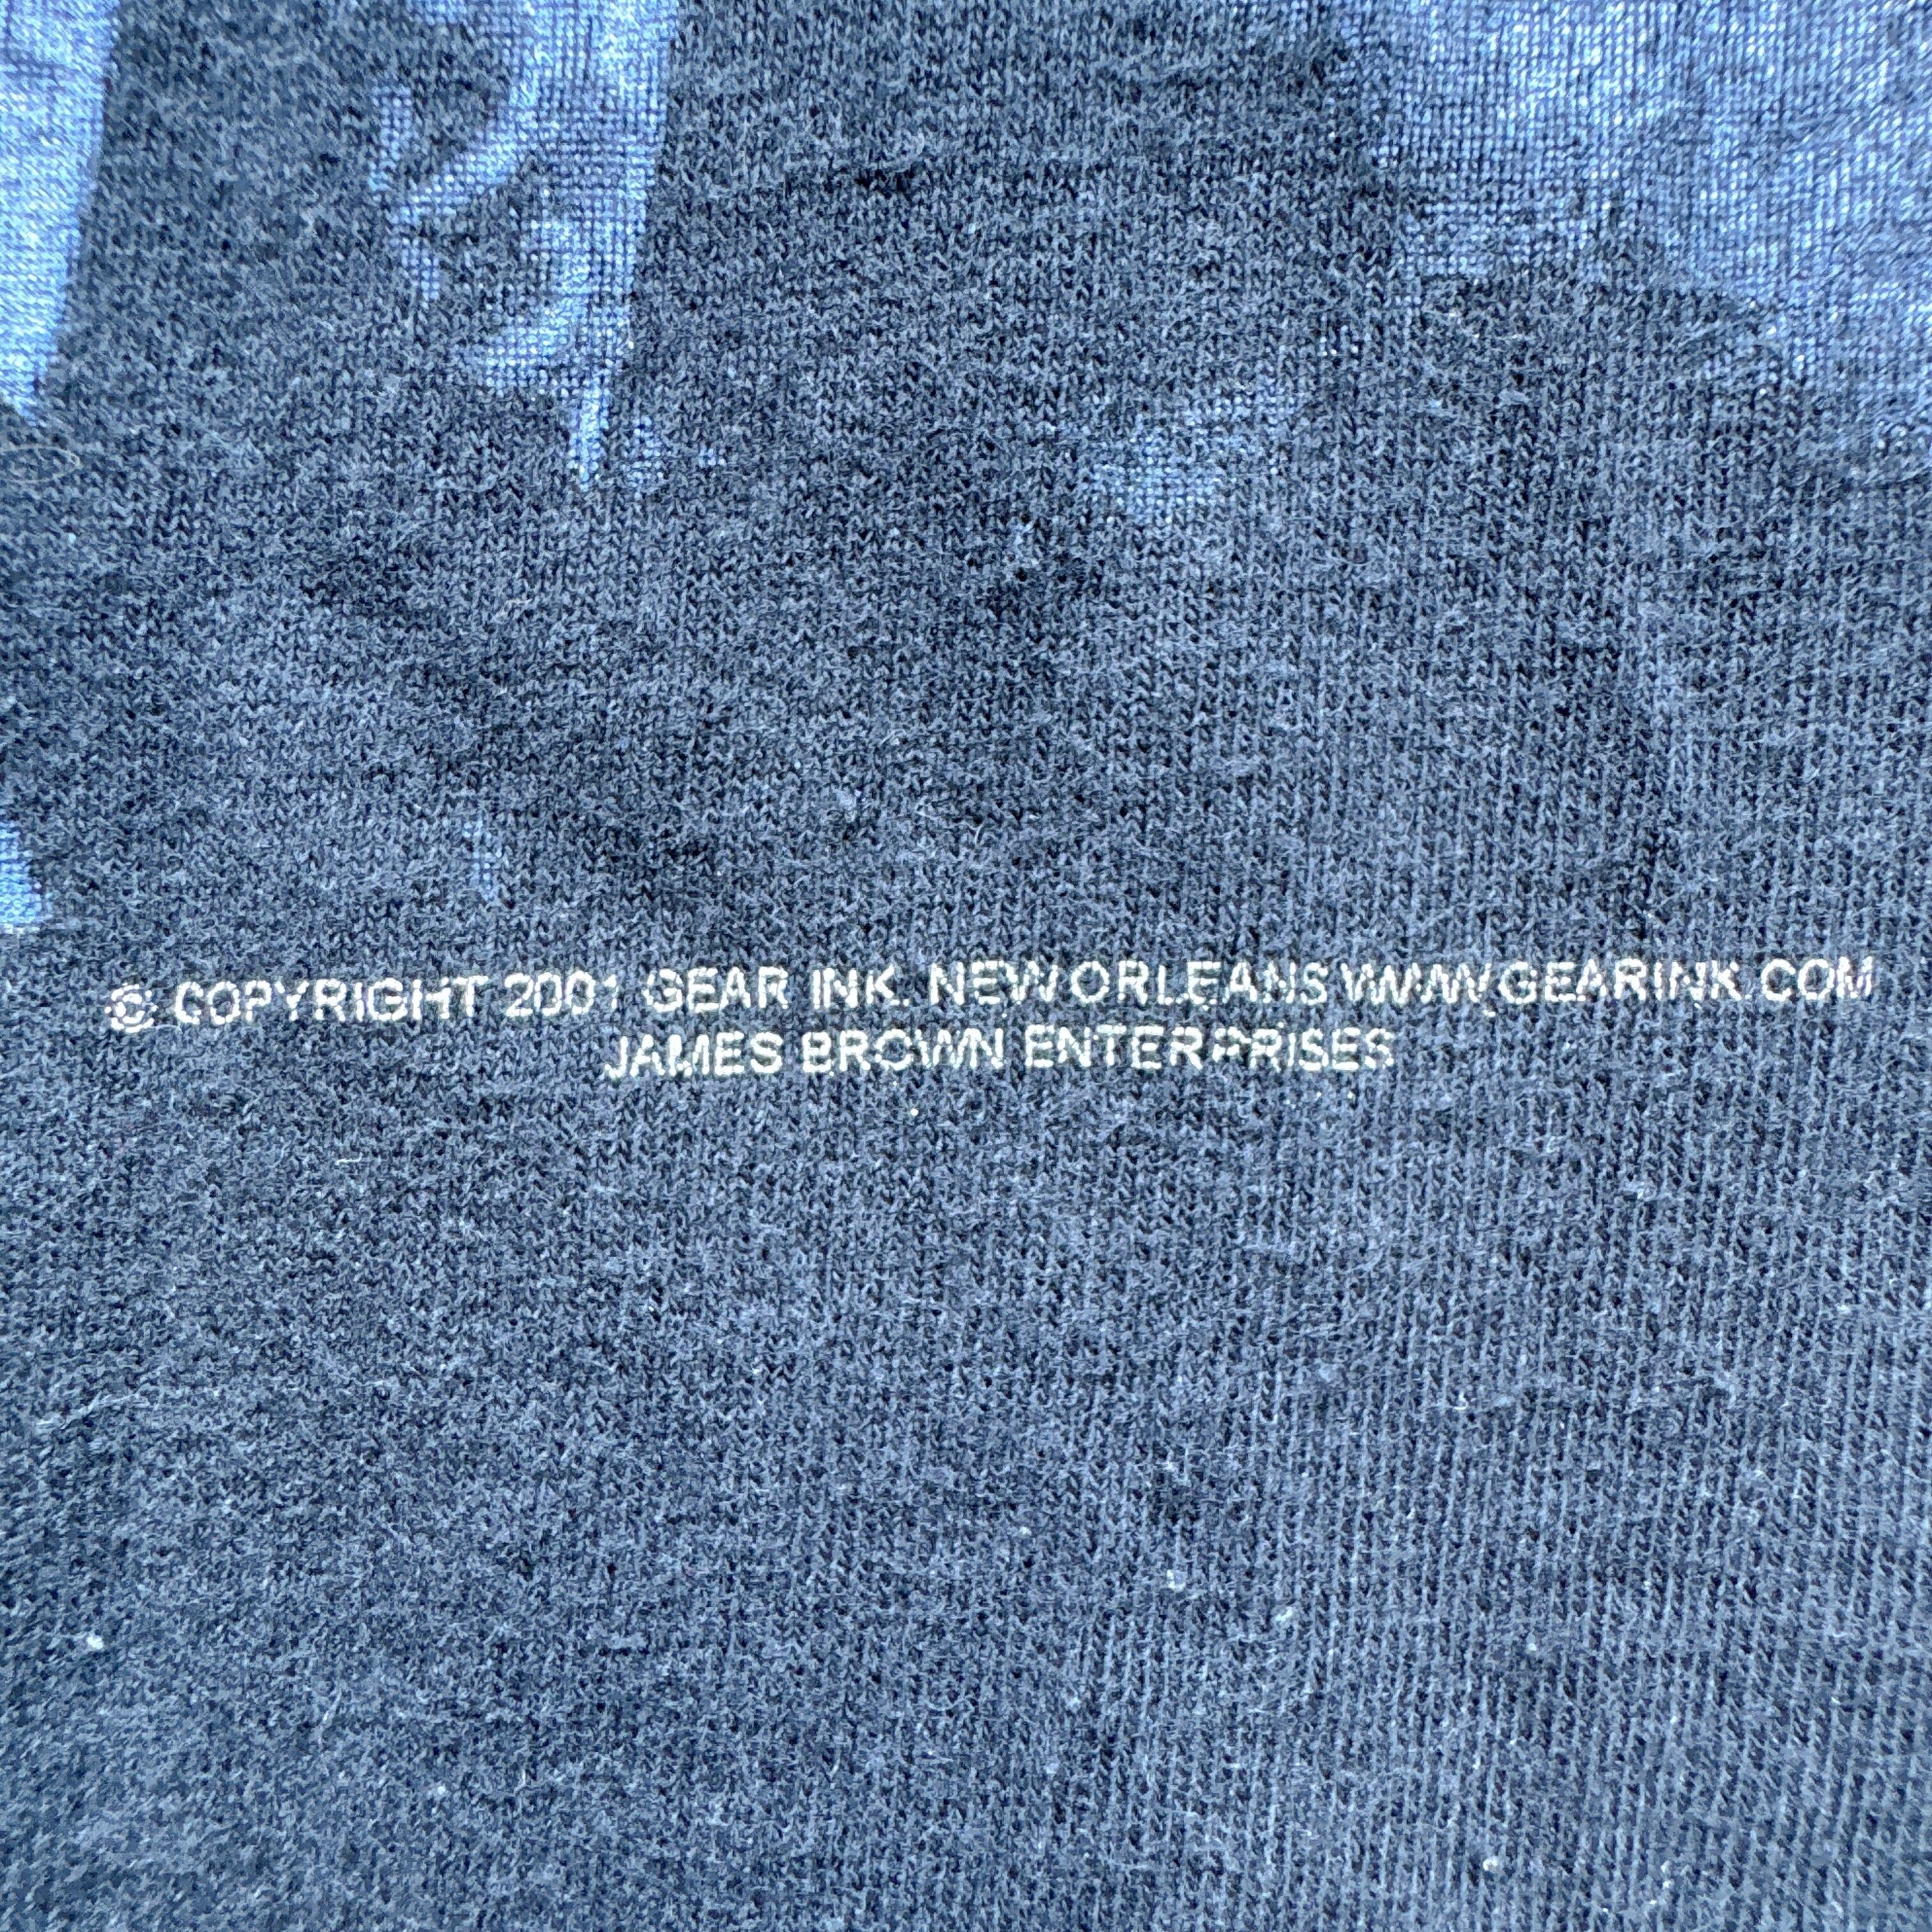 © COPYRIGHT 2001 GEAR INK. NEW ORLEANS WWW.GEARINK.COM
JAMES BROWN ENTERPRISES